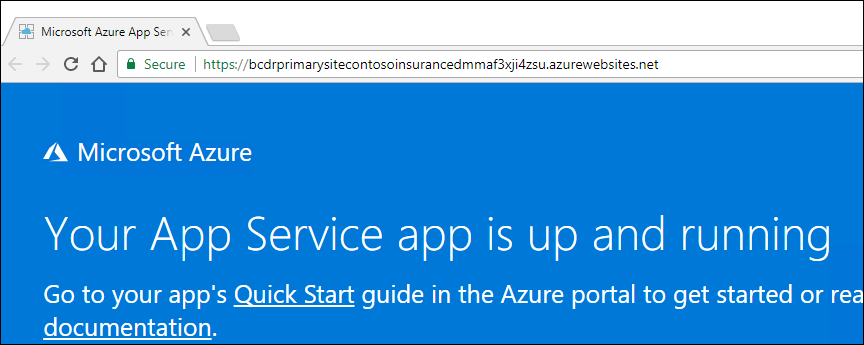 Microsoft Azure App Ser
Secure https://bcdrprimarysitecontosoinsurancedmmaf3xji4zsu.azurewebsites.net
Microsoft Azure
Your App Service app is up and running
Go to your app's Quick Start guide in the Azure portal to get started or rea
documentation.